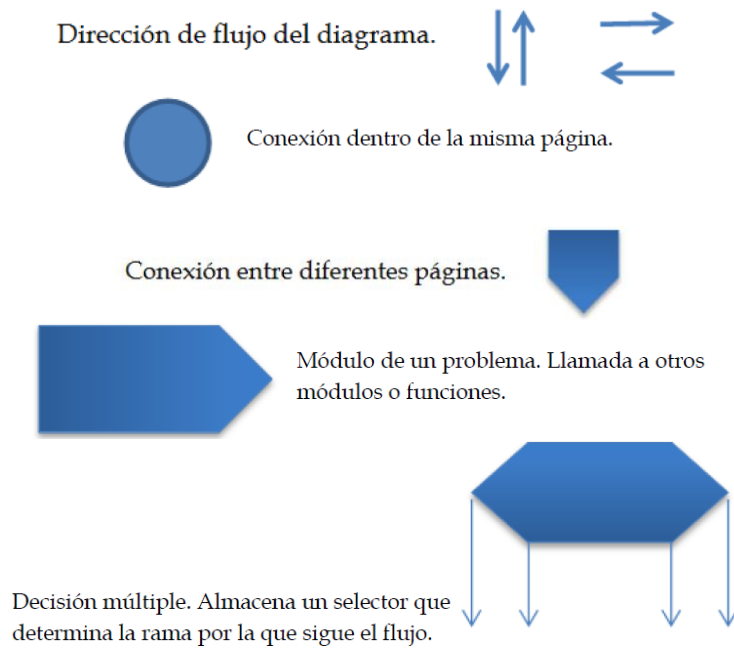 Dirección de flujo del diagrama.
Conexión dentro de la misma página.
Conexión entre diferentes páginas.
Módulo de un problema. Llamada a otros
módulos o funciones.
Decisión múltiple. Almacena un selector que
determina la rama por la que sigue el flujo.